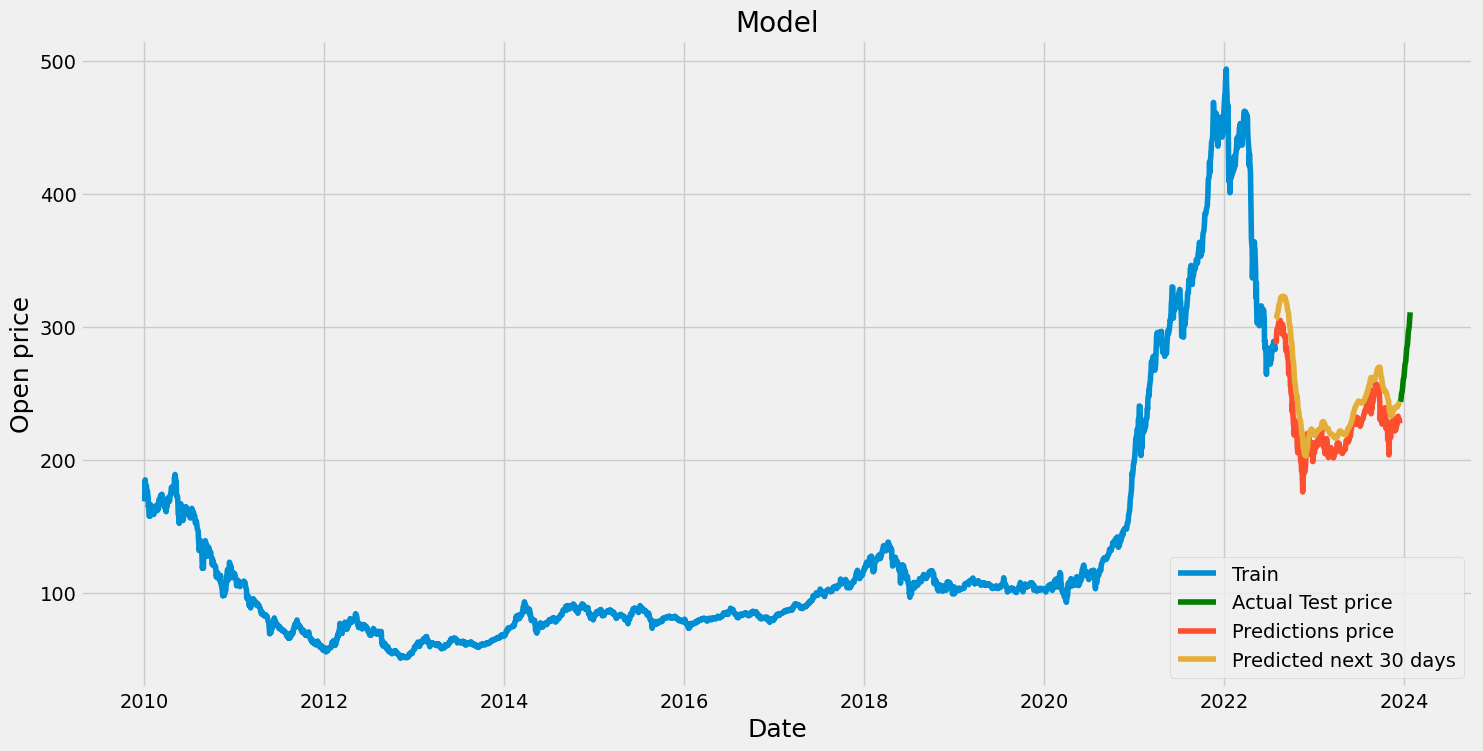 Model
Open price
500
400
300
200
100
2010
2012
2014
2016
2018
2020
2022
2024
Date
Train
Actual Test price
Predictions price
Predicted next 30 days